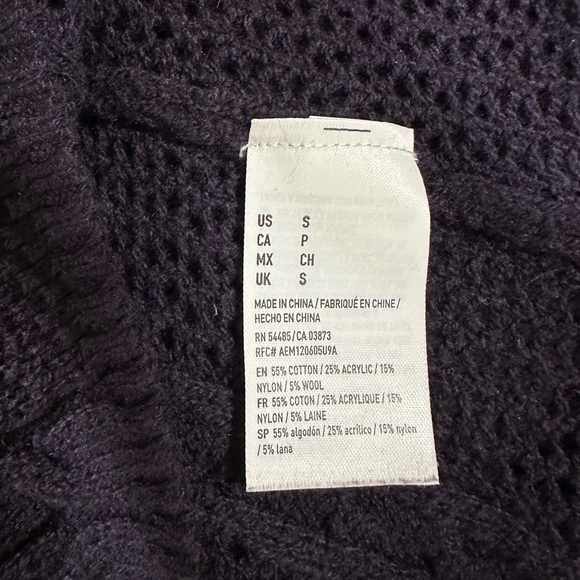 US S
CA P
MX CH
UK S
MADE IN CHINA / FABRIQUÉ EN CHINE /
HECHO EN CHINA
RN 54485/CA 03873
RFC# AEM120605U9A
EN 55% COTTON / 25% ACRYLIC / 15%
NYLON / 5% WOOL
FR 55% COTON / 25% ACRYLIQUE / 15%
NYLON / 5% LAINE
SP 55% algodón / 25% acrílico / 15% nylon
/ 5% lana